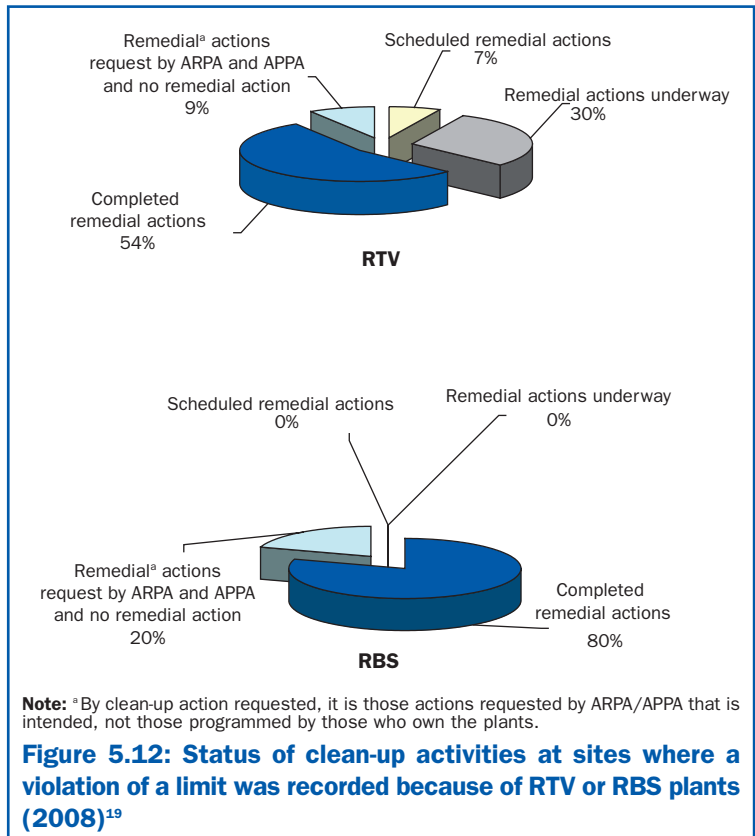 Remedialᵃ actions
request by ARPA and APPA
and no remedial action
9%
Scheduled remedial actions
7%
Remedial actions underway
30%
Completed
remedial actions
54%
RTV
Scheduled remedial actions
0%
Remedial actions underway
0%
Remedialᵃ actions
request by ARPA and APPA
and no remedial action
20%
Completed
remedial actions
80%
RBS
Note: ᵃBy clean-up action requested, it is those actions requested by ARPA/APPA that is
intended, not those programmed by those who own the plants.
Figure 5.12: Status of clean-up activities at sites where a
violation of a limit was recorded because of RTV or RBS plants
(2008)¹⁹